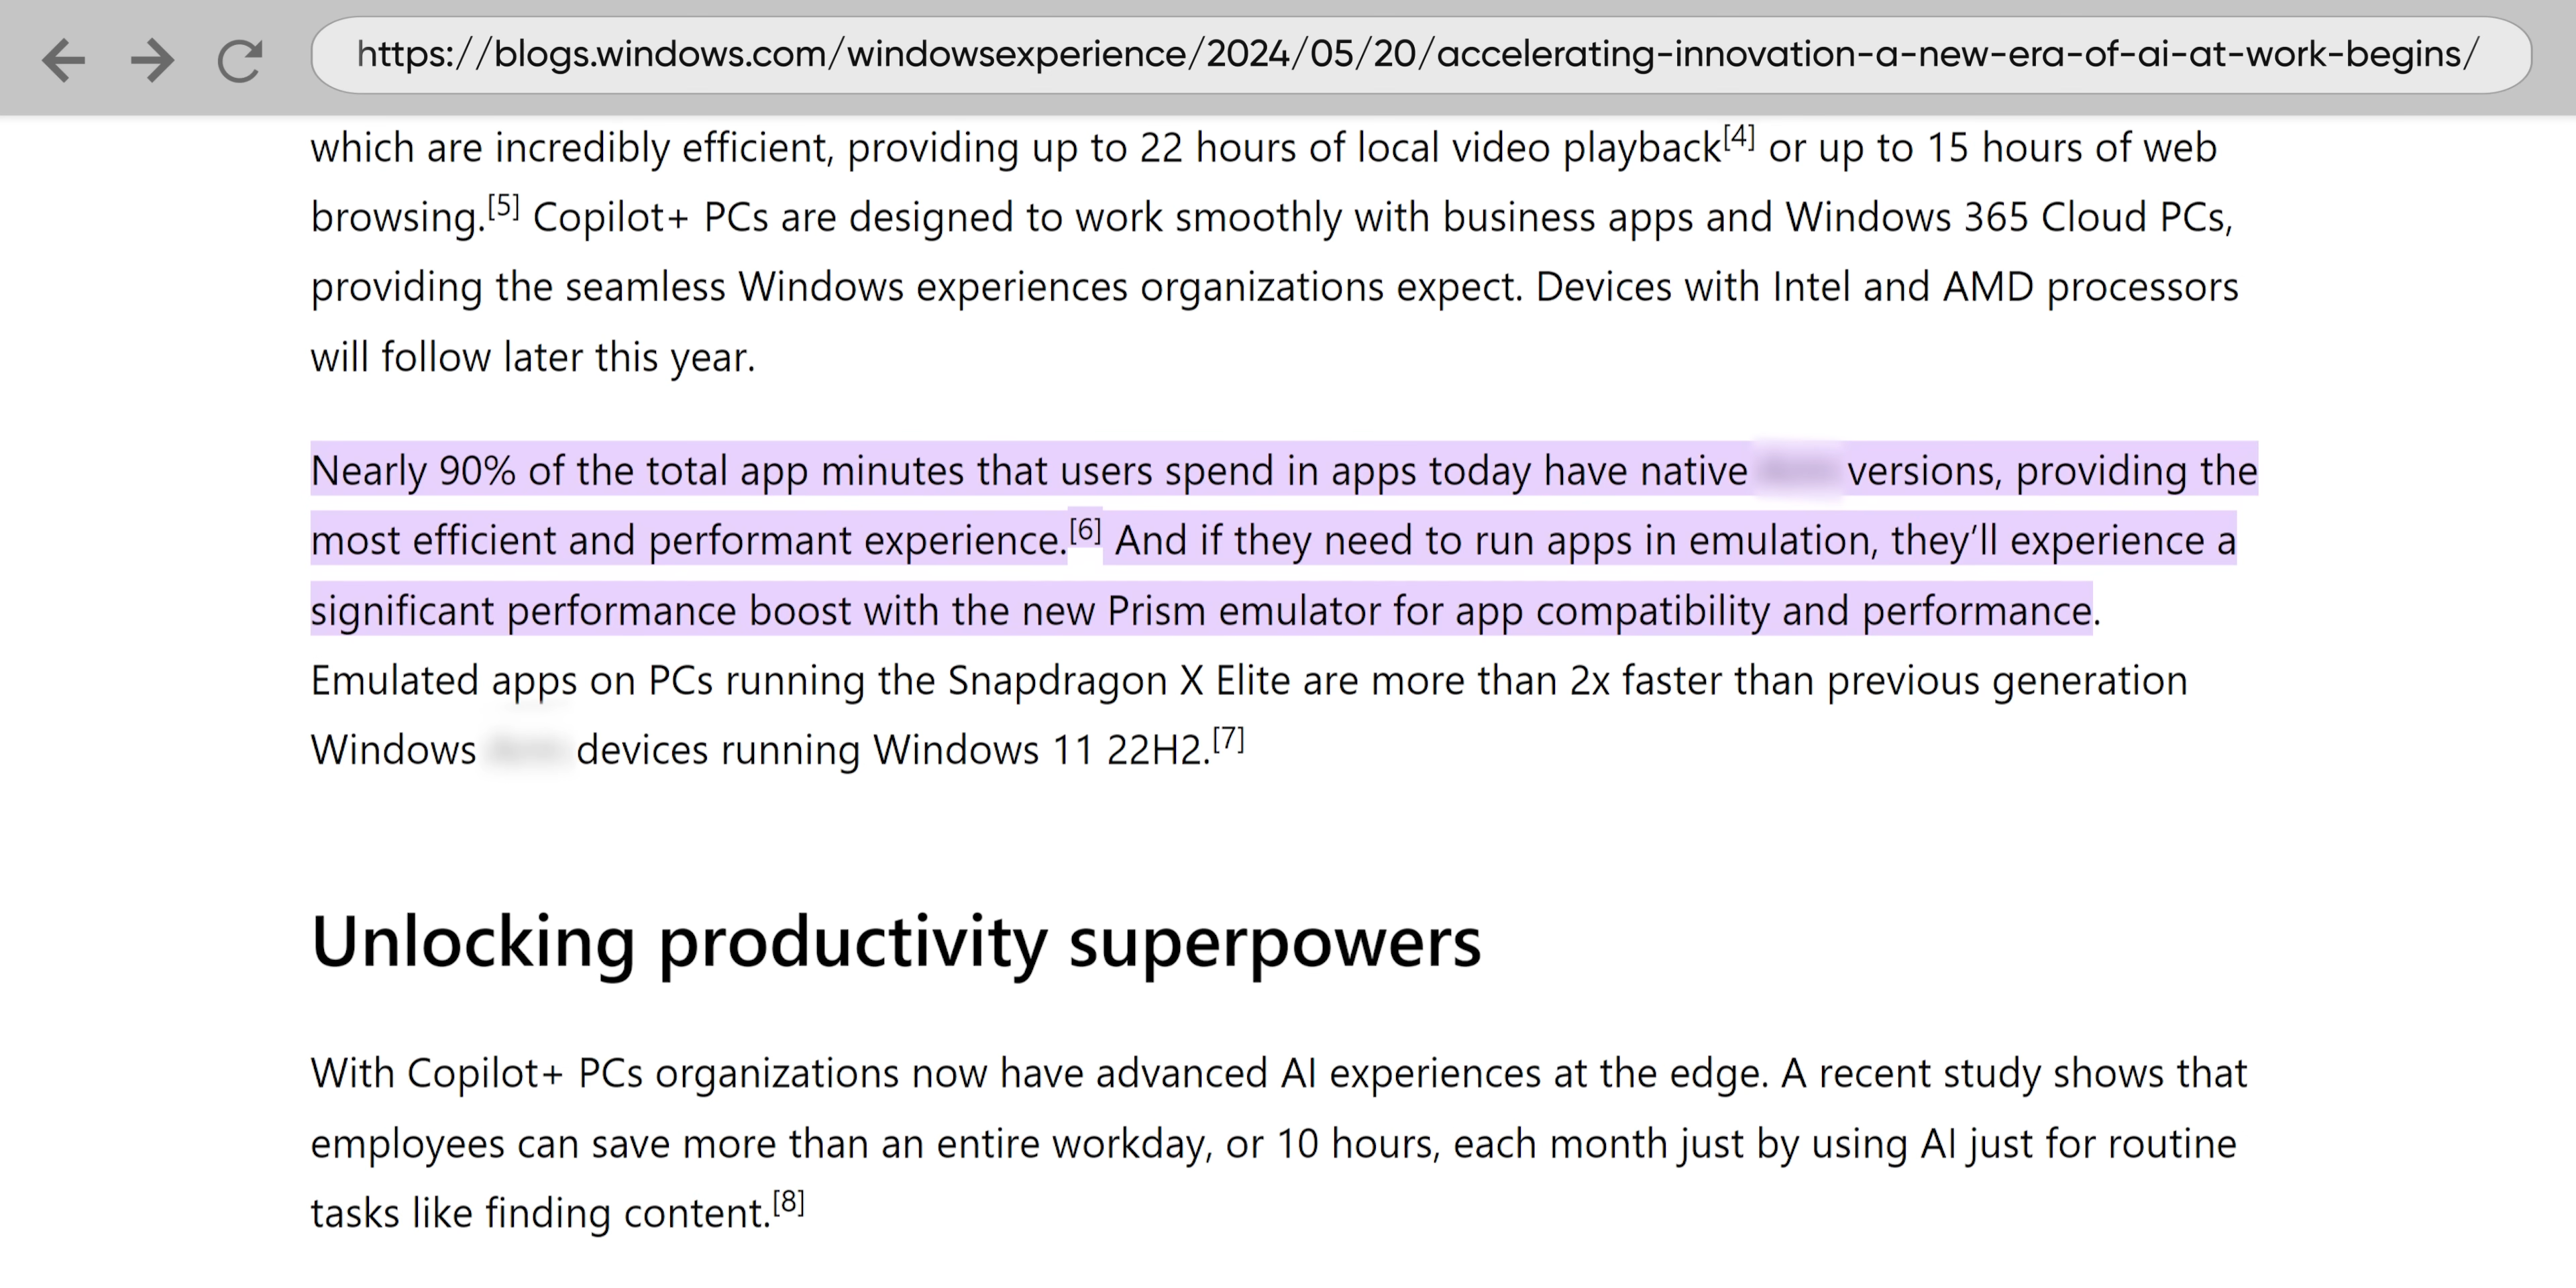 https://blogs.windows.com/windowsexperience/2024/05/20/accelerating-innovation-a-new-era-of-ai-at-work-begins/
which are incredibly efficient, providing up to 22 hours of local video playback[4] or up to 15 hours of web
browsing.[5] Copilot+ PCs are designed to work smoothly with business apps and Windows 365 Cloud PCs,
providing the seamless Windows experiences organizations expect. Devices with Intel and AMD processors
will follow later this year.
Nearly 90% of the total app minutes that users spend in apps today have native versions, providing the
most efficient and performant experience.[6] And if they need to run apps in emulation, they’ll experience a
significant performance boost with the new Prism emulator for app compatibility and performance.
Emulated apps on PCs running the Snapdragon X Elite are more than 2x faster than previous generation
Windows devices running Windows 11 22H2.[7]
Unlocking productivity superpowers
With Copilot+ PCs organizations now have advanced AI experiences at the edge. A recent study shows that
employees can save more than an entire workday, or 10 hours, each month just by using AI just for routine
tasks like finding content.[8]